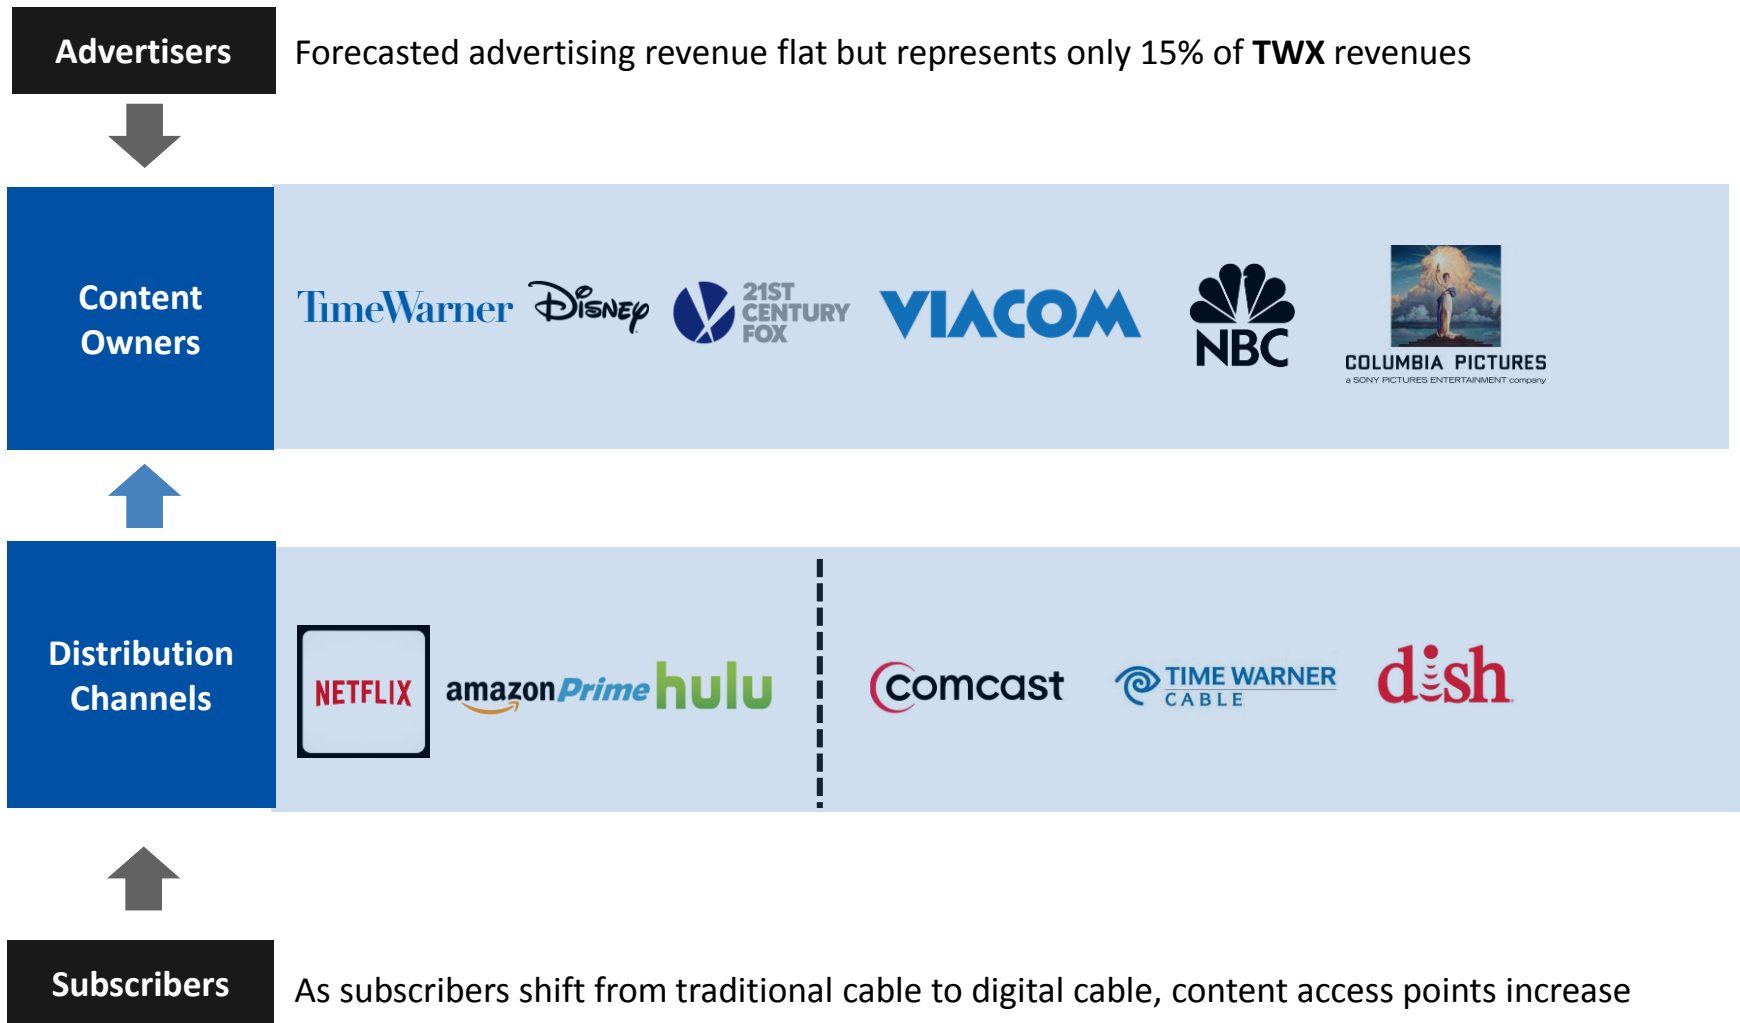 Advertisers
Forecasted advertising revenue flat but represents only 15% of TWX revenues
Content
Owners
TimeWarner
Disney
21ST
CENTURY
FOX
VIACOM
NBC
COLUMBIA PICTURES
a SONY PICTURES ENTERTAINMENT company
Distribution
Channels
NETFLIX
amazonPrime
hulu
comcast
TIME WARNER
CABLE
dish
Subscribers
As subscribers shift from traditional cable to digital cable, content access points increase